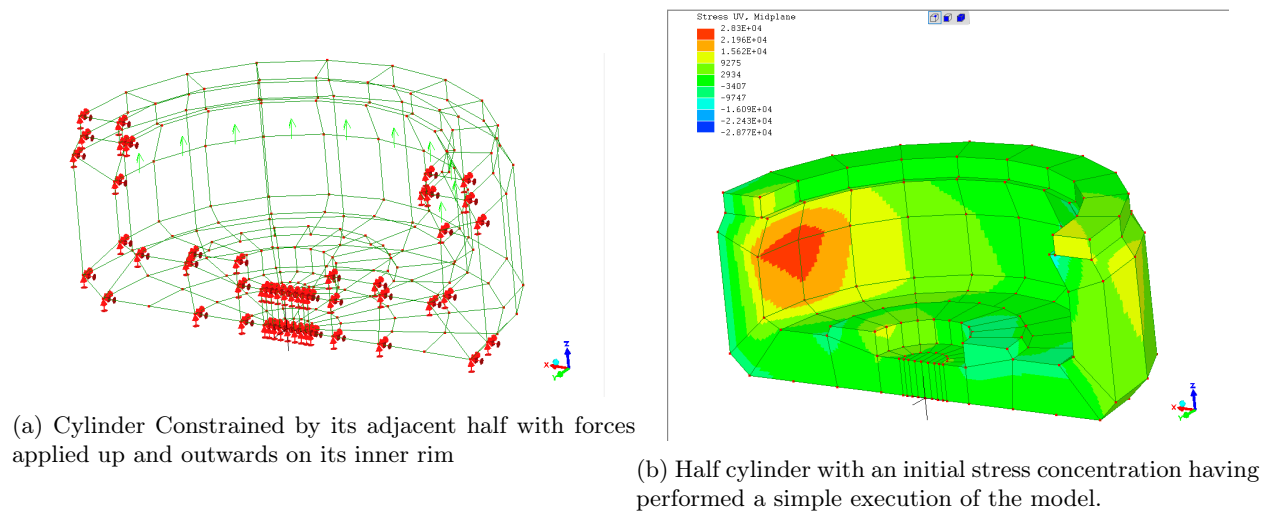 Stress UV, Midplane
2.83E+04
2.196E+04
1.562E+04
9275
2934
-3407
-9747
-1.609E+04
-2.243E+04
-2.877E+04
Z
X
Y
Z
X
Y
(a) Cylinder Constrained by its adjacent half with forces
applied up and outwards on its inner rim
(b) Half cylinder with an initial stress concentration having
performed a simple execution of the model.